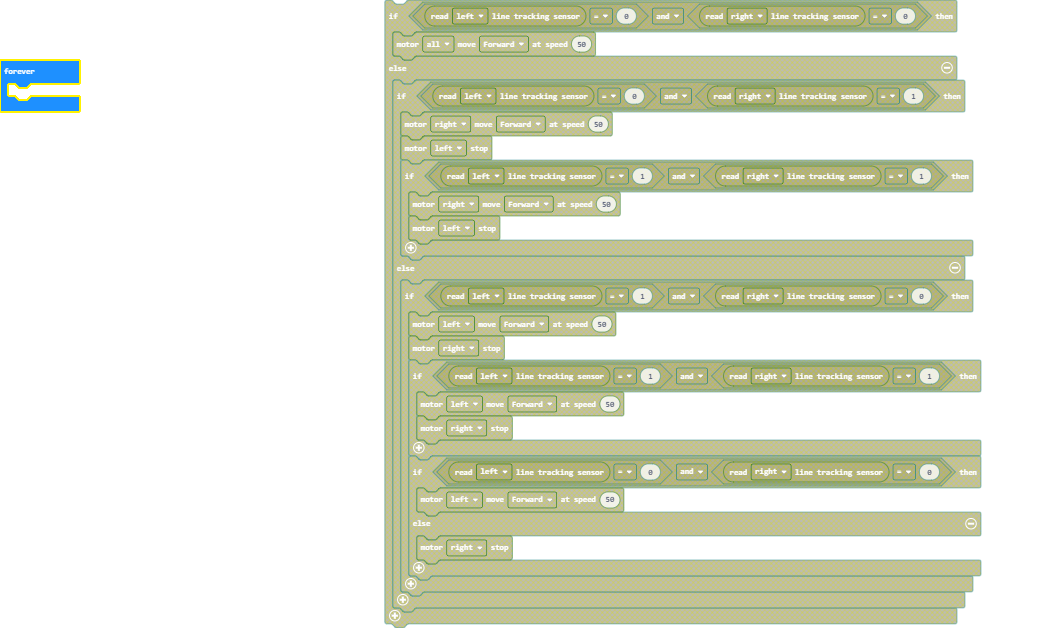 if read left line tracking sensor = 0 and read right line tracking sensor = 0 then
motor all move Forward at speed 50
else
forever
if read left line tracking sensor = 0 and read right line tracking sensor = 1 then
motor right move Forward at speed 50
motor left stop
if read left line tracking sensor = 1 and read right line tracking sensor = 1 then
motor right move Forward at speed 50
motor left stop
else
if read left line tracking sensor = 1 and read right line tracking sensor = 0 then
motor left move Forward at speed 50
motor right stop
if read left line tracking sensor = 1 and read right line tracking sensor = 1 then
motor left move Forward at speed 50
motor right stop
if read left line tracking sensor = 0 and read right line tracking sensor = 0 then
motor left move Forward at speed 50
else
motor right stop